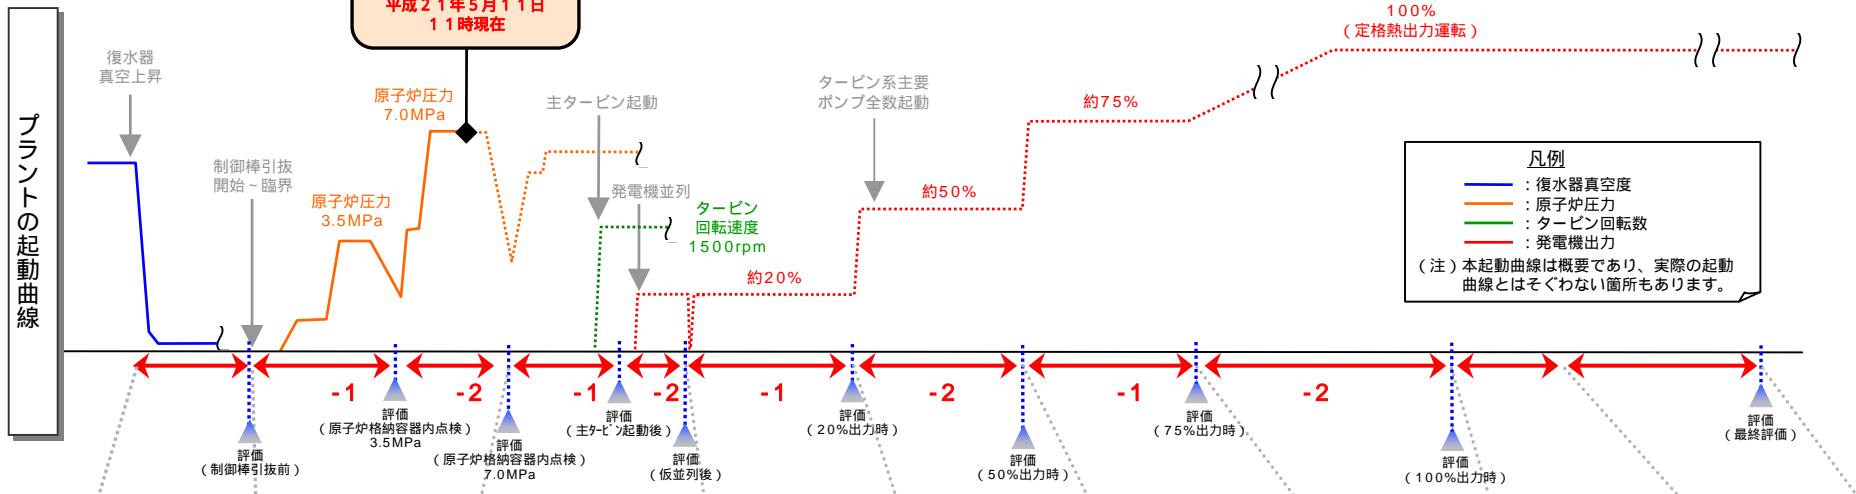 平成２１年５月１１日
１１時現在
プラントの起動曲線
復水器
真空上昇
制御棒引抜
開始～臨界
原子炉圧力
3.5MPa
原子炉圧力
7.0MPa
主タービン起動
発電機並列
タービン
回転速度
1500rpm
約20%
タービン系主要
ポンプ全数起動
約50%
約75%
100%
（定格熱出力運転）
凡例
：復水器真空度
：原子炉圧力
：タービン回転数
：発電機出力
（注）本起動曲線は概要であり、実際の起動
曲線とはそぐわない箇所もあります。
-1
-2
-1
-2
-1
-2
-1
-2
評価
（制御棒引抜前）
評価
（原子炉格納容器内点検）
3.5MPa
評価
（原子炉格納容器内点検）
7.0MPa
評価
（主ﾀｰﾋﾞﾝ起動後）
評価
（仮並列後）
評価
（20%出力時）
評価
（50%出力時）
評価
（75%出力時）
評価
（100%出力時）
評価
（最終評価）